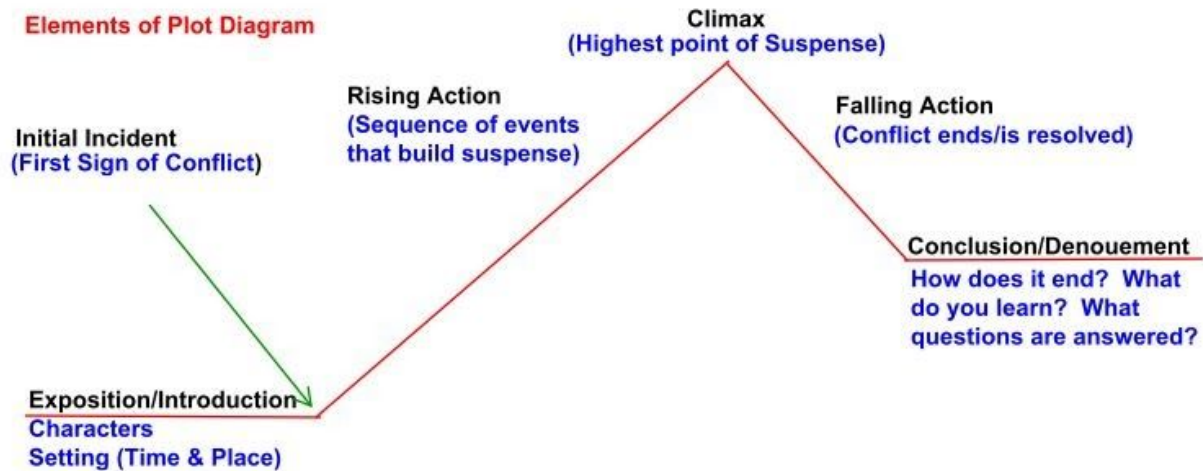 Elements of Plot Diagram
Initial Incident
(First Sign of Conflict)
Exposition/Introduction
Characters
Setting (Time & Place)
Rising Action
(Sequence of events
that build suspense)
Climax
(Highest point of Suspense)
Falling Action
(Conflict ends/is resolved)
Conclusion/Denouement
How does it end?  What
do you learn?  What
questions are answered?